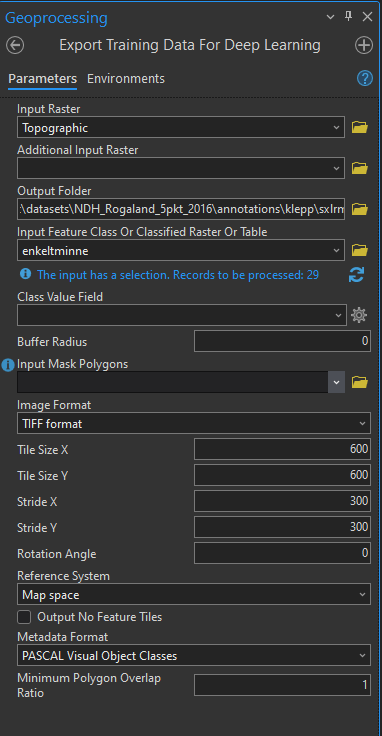 Geoprocessing
Export Training Data For Deep Learning
Parameters Environments
Input Raster
Topographic
Additional Input Raster
Output Folder
:\datasets\NDH_Rogaland_5pkt_2016\annotations\klepp\sxlrm
Input Feature Class Or Classified Raster Or Table
enkeltminne
The input has a selection. Records to be processed: 29
Class Value Field
Buffer Radius 0
Input Mask Polygons
Image Format
TIFF format
Tile Size X 600
Tile Size Y 600
Stride X 300
Stride Y 300
Rotation Angle 0
Reference System
Map space
Output No Feature Tiles
Metadata Format
PASCAL Visual Object Classes
Minimum Polygon Overlap
Ratio 1